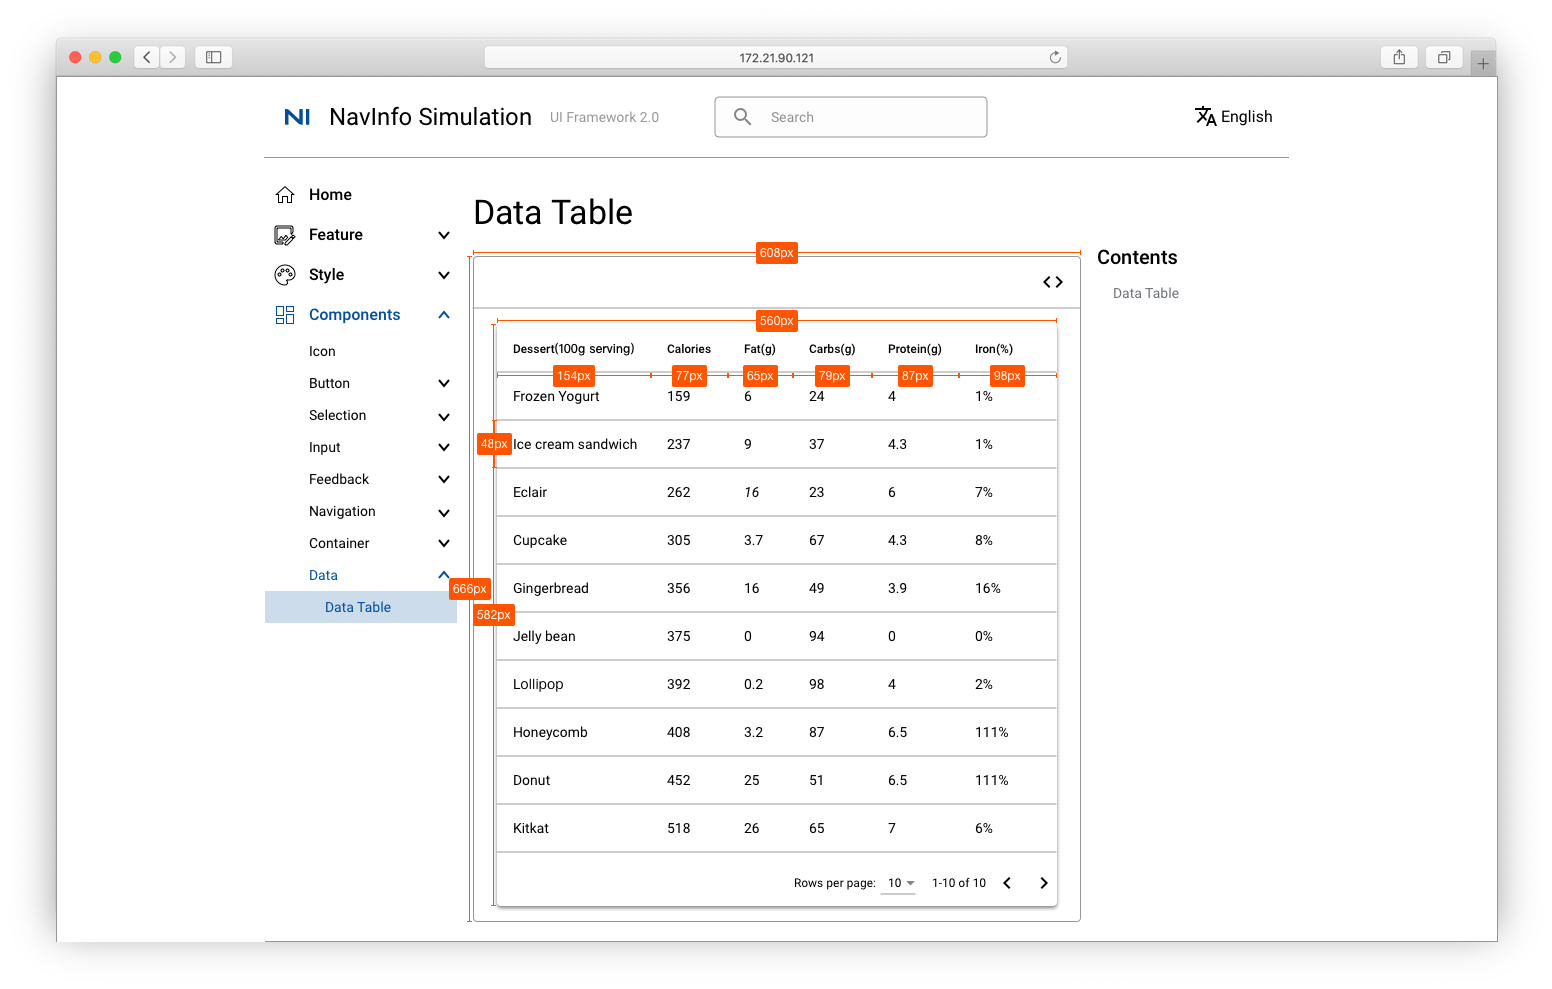 172.21.90.121
NI NavInfo Simulation UI Framework 2.0 Search English
Home
Feature
Style
Components
Icon
Button
Selection
Input
Feedback
Navigation
Container
Data
Data Table
Data Table
608px
560px
Dessert(100g serving) Calories Fat(g) Carbs(g) Protein(g) Iron(%)
154px 77px 65px 79px 87px 98px
Frozen Yogurt 159 6 24 4 1%
48px Ice cream sandwich 237 9 37 4.3 1%
Eclair 262 16 23 6 7%
Cupcake 305 3.7 67 4.3 8%
666px Gingerbread 356 16 49 3.9 16%
582px
Jelly bean 375 0 94 0 0%
Lollipop 392 0.2 98 4 2%
Honeycomb 408 3.2 87 6.5 111%
Donut 452 25 51 6.5 111%
Kitkat 518 26 65 7 6%
Rows per page: 10 1-10 of 10
Contents
Data Table